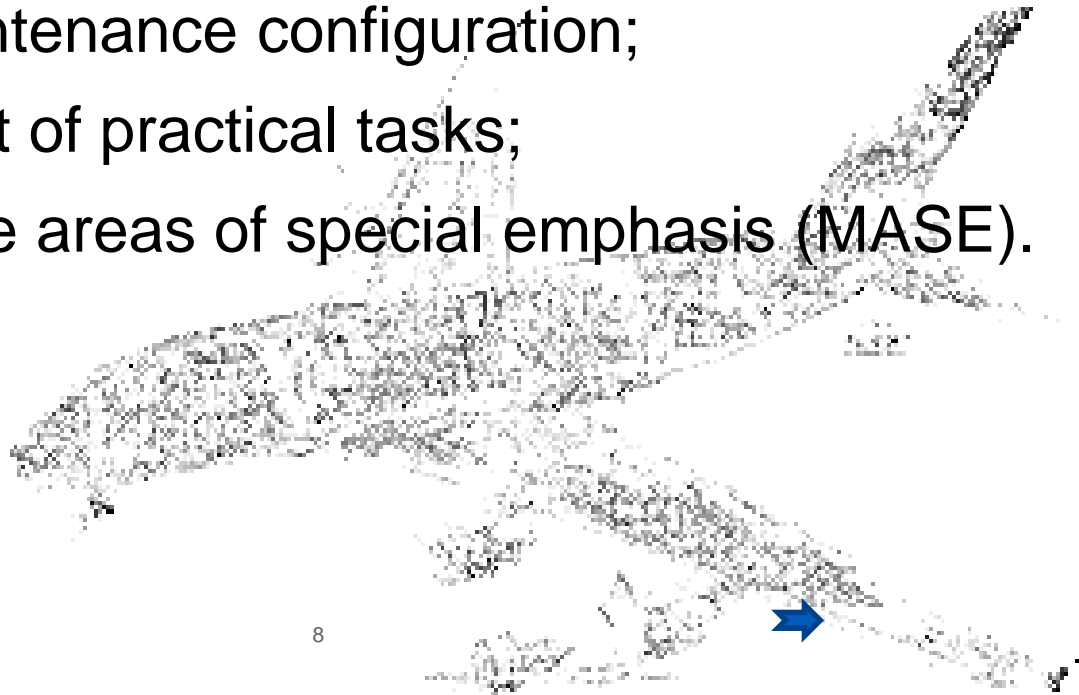 ntenance configuration;
t of practical tasks;
e areas of special emphasis (MASE).
8